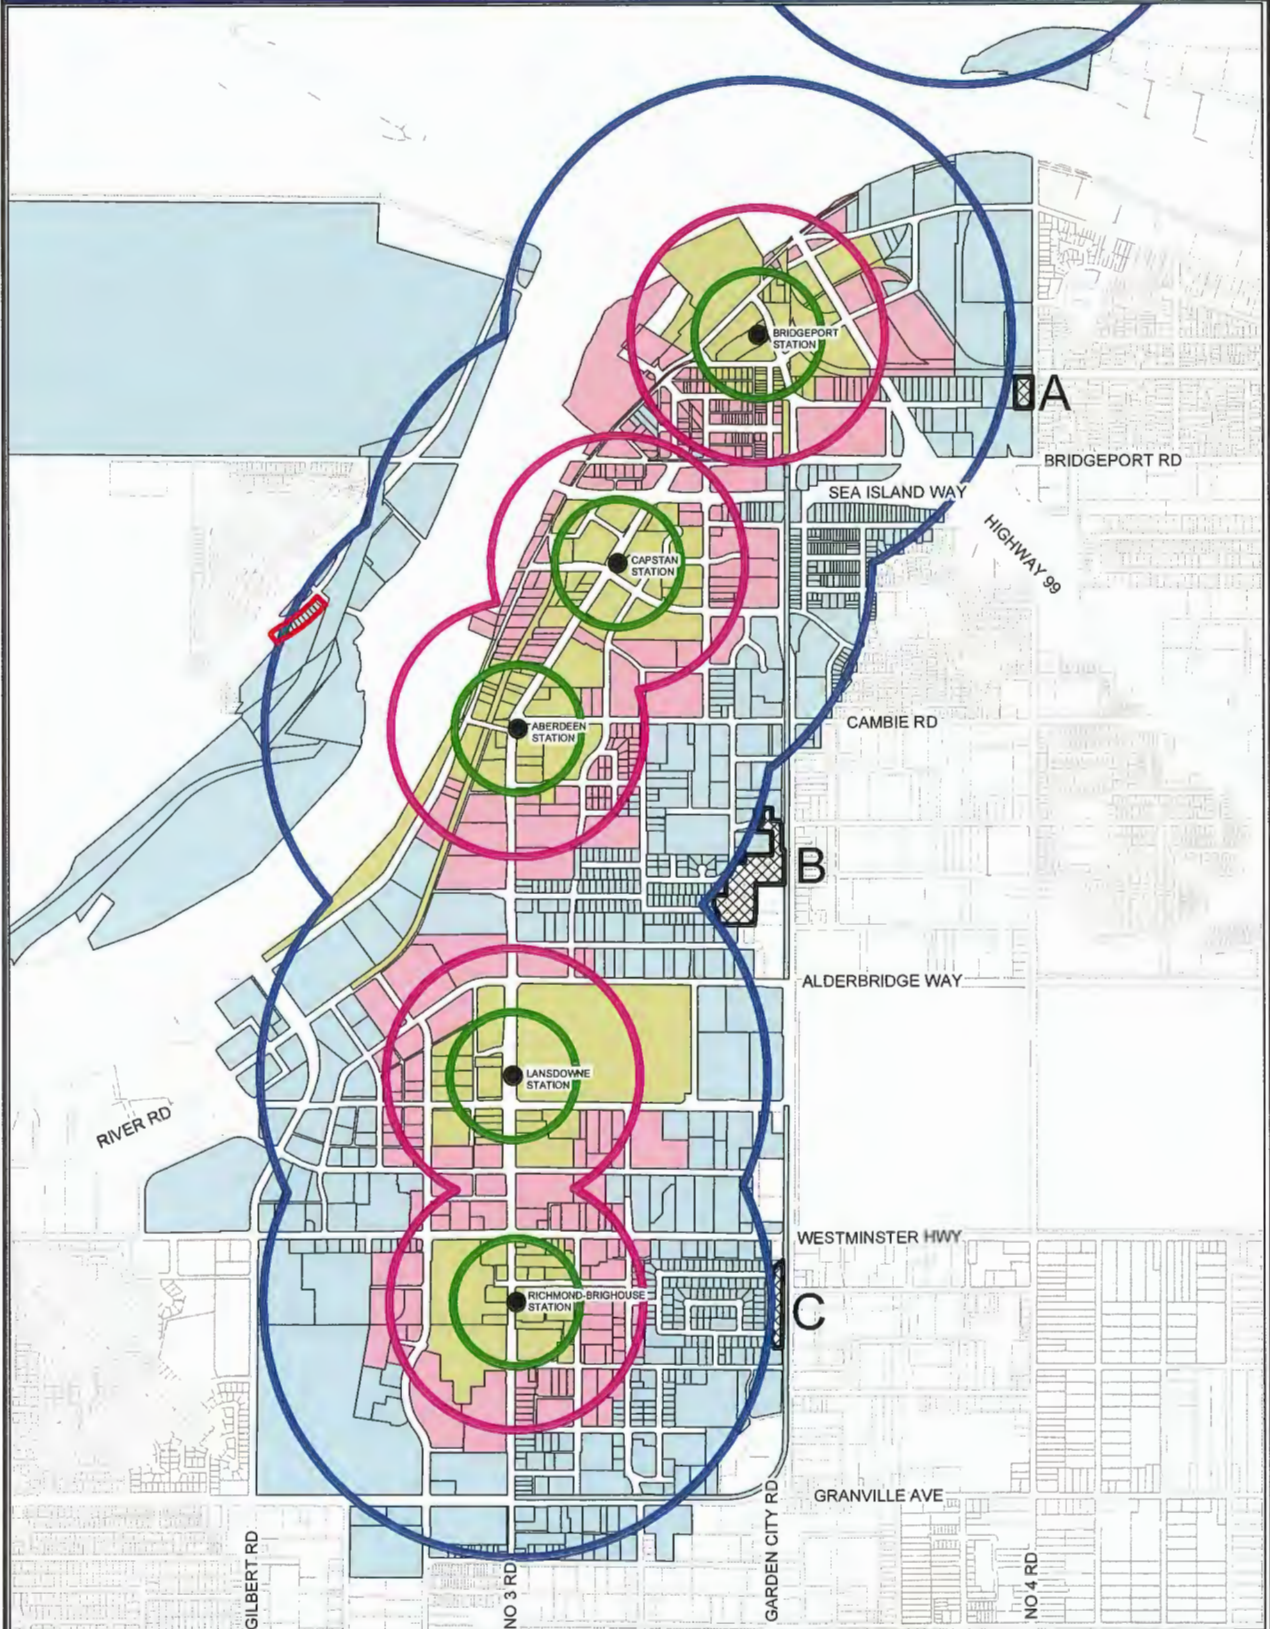 BRIDGEPORT
STATION
A
BRIDGEPORT RD
SEA ISLAND WAY
HIGHWAY 99
CAPSTAN
STATION
CAMBIE RD
ABERDEEN
STATION
B
ALDERBRIDGE WAY
LANSDOWNE
STATION
RIVER RD
WESTMINSTER HWY
RICHMOND-BRIGHOUSE
STATION
C
GRANVILLE AVE
GILBERT RD
NO 3 RD
GARDEN CITY RD
NO 4 RD